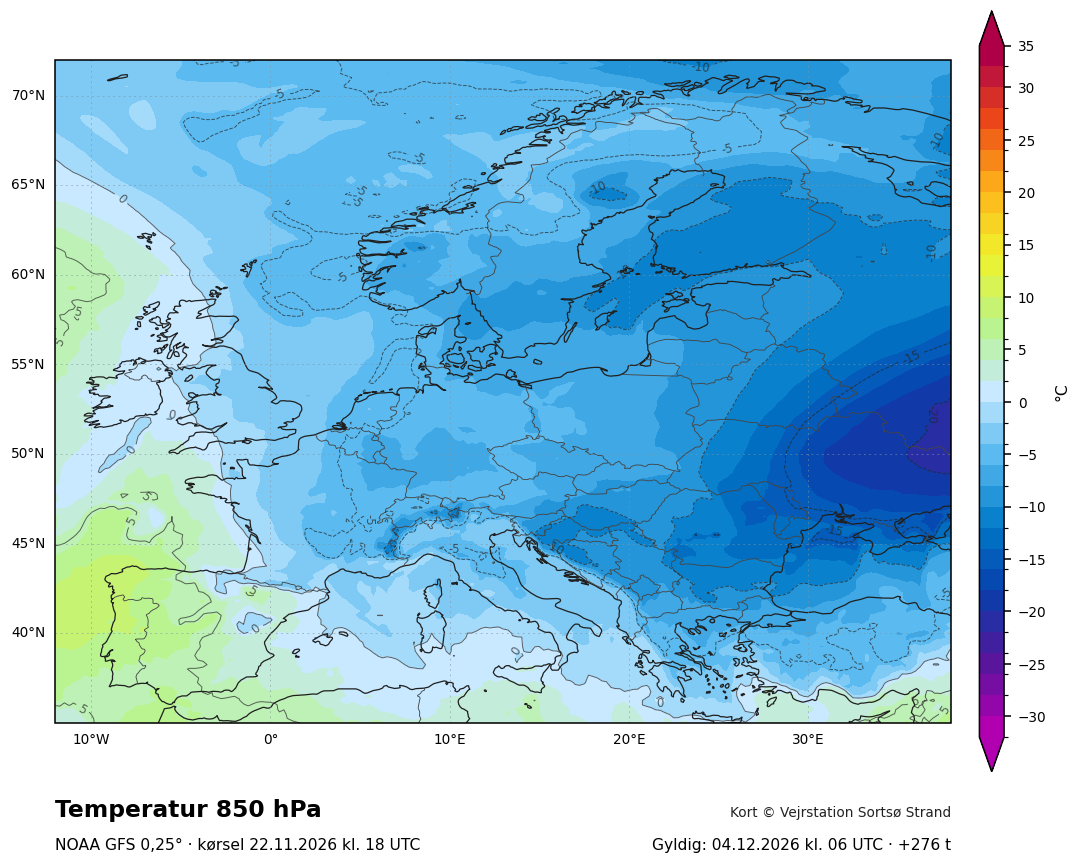 70°N
65°N
60°N
55°N
50°N
45°N
40°N
10°W
0°
10°E
20°E
30°E
35
30
25
20
15
10
5
0
−5
−10
−15
−20
−25
−30
°C
Temperatur 850 hPa
Kort © Vejrstation Sortsø Strand
NOAA GFS 0,25° · kørsel 22.11.2026 kl. 18 UTC
Gyldig: 04.12.2026 kl. 06 UTC · +276 t